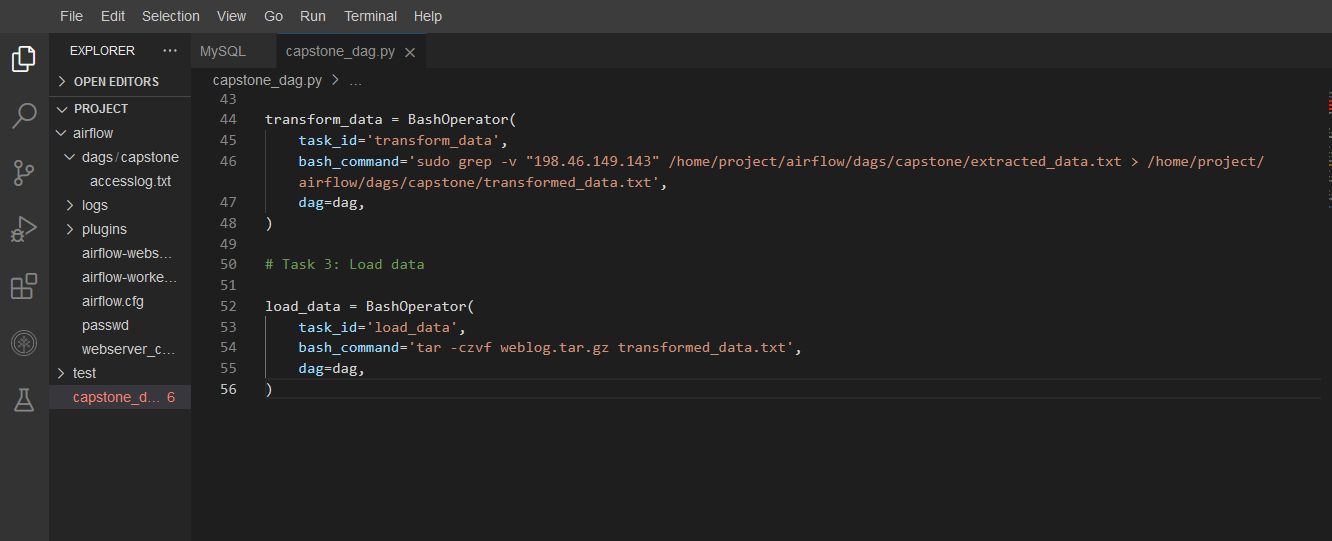 File Edit Selection View Go Run Terminal Help
EXPLORER ...
MySQL
capstone_dag.py
OPEN EDITORS
PROJECT
airflow
dags/capstone
accesslog.txt
logs
plugins
airflow-webs...
airflow-worke...
airflow.cfg
passwd
webserver_c...
test
capstone_d... 6
capstone_dag.py > ...
43
44 transform_data = BashOperator(
45 task_id='transform_data',
46 bash_command='sudo grep -v "198.46.149.143" /home/project/airflow/dags/capstone/extracted_data.txt > /home/project/
airflow/dags/capstone/transformed_data.txt',
47 dag=dag,
48 )
49
50 # Task 3: Load data
51
52 load_data = BashOperator(
53 task_id='load_data',
54 bash_command='tar -czvf weblog.tar.gz transformed_data.txt',
55 dag=dag,
56 )